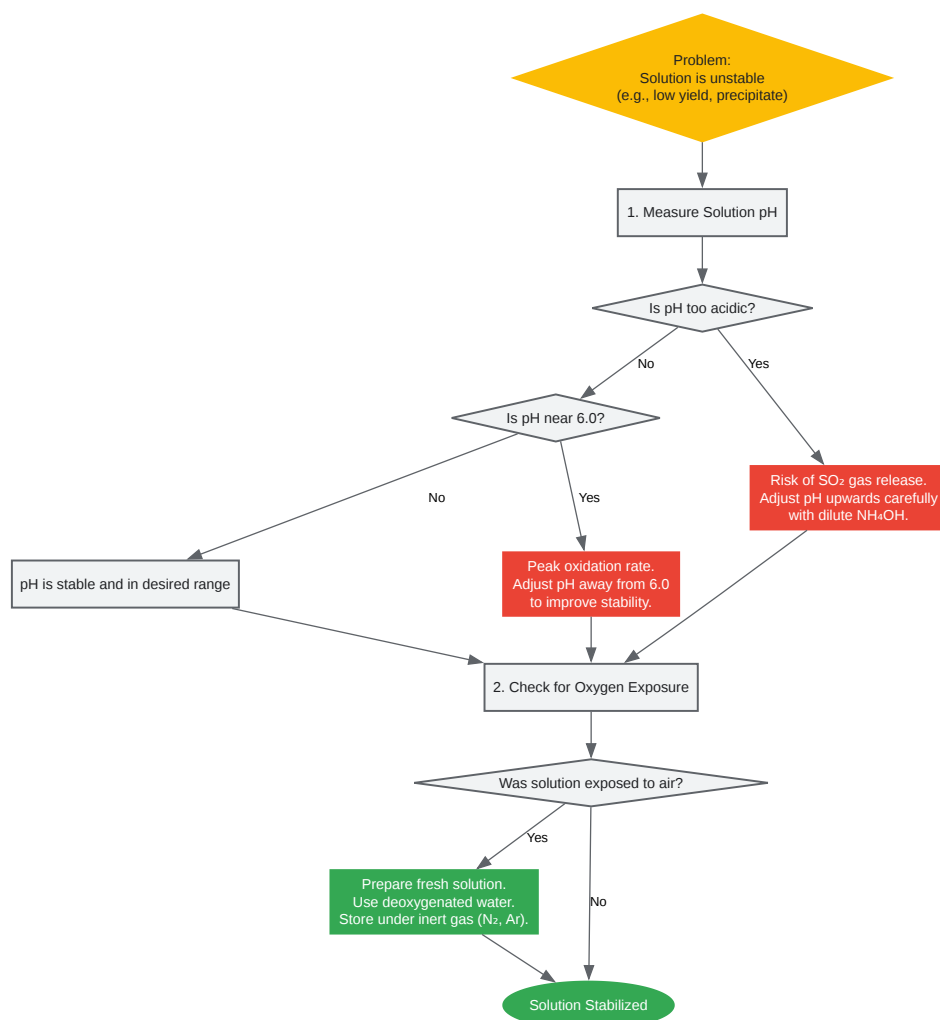 Problem:
Solution is unstable
(e.g., low yield, precipitate)
1. Measure Solution pH
Is pH too acidic?
No
Yes
Is pH near 6.0?
No
Yes
Risk of SO₂ gas release.
Adjust pH upwards carefully
with dilute NH₄OH.
pH is stable and in desired range
Peak oxidation rate.
Adjust pH away from 6.0
to improve stability.
2. Check for Oxygen Exposure
Was solution exposed to air?
Yes
No
Prepare fresh solution.
Use deoxygenated water.
Store under inert gas (N₂, Ar).
Solution Stabilized